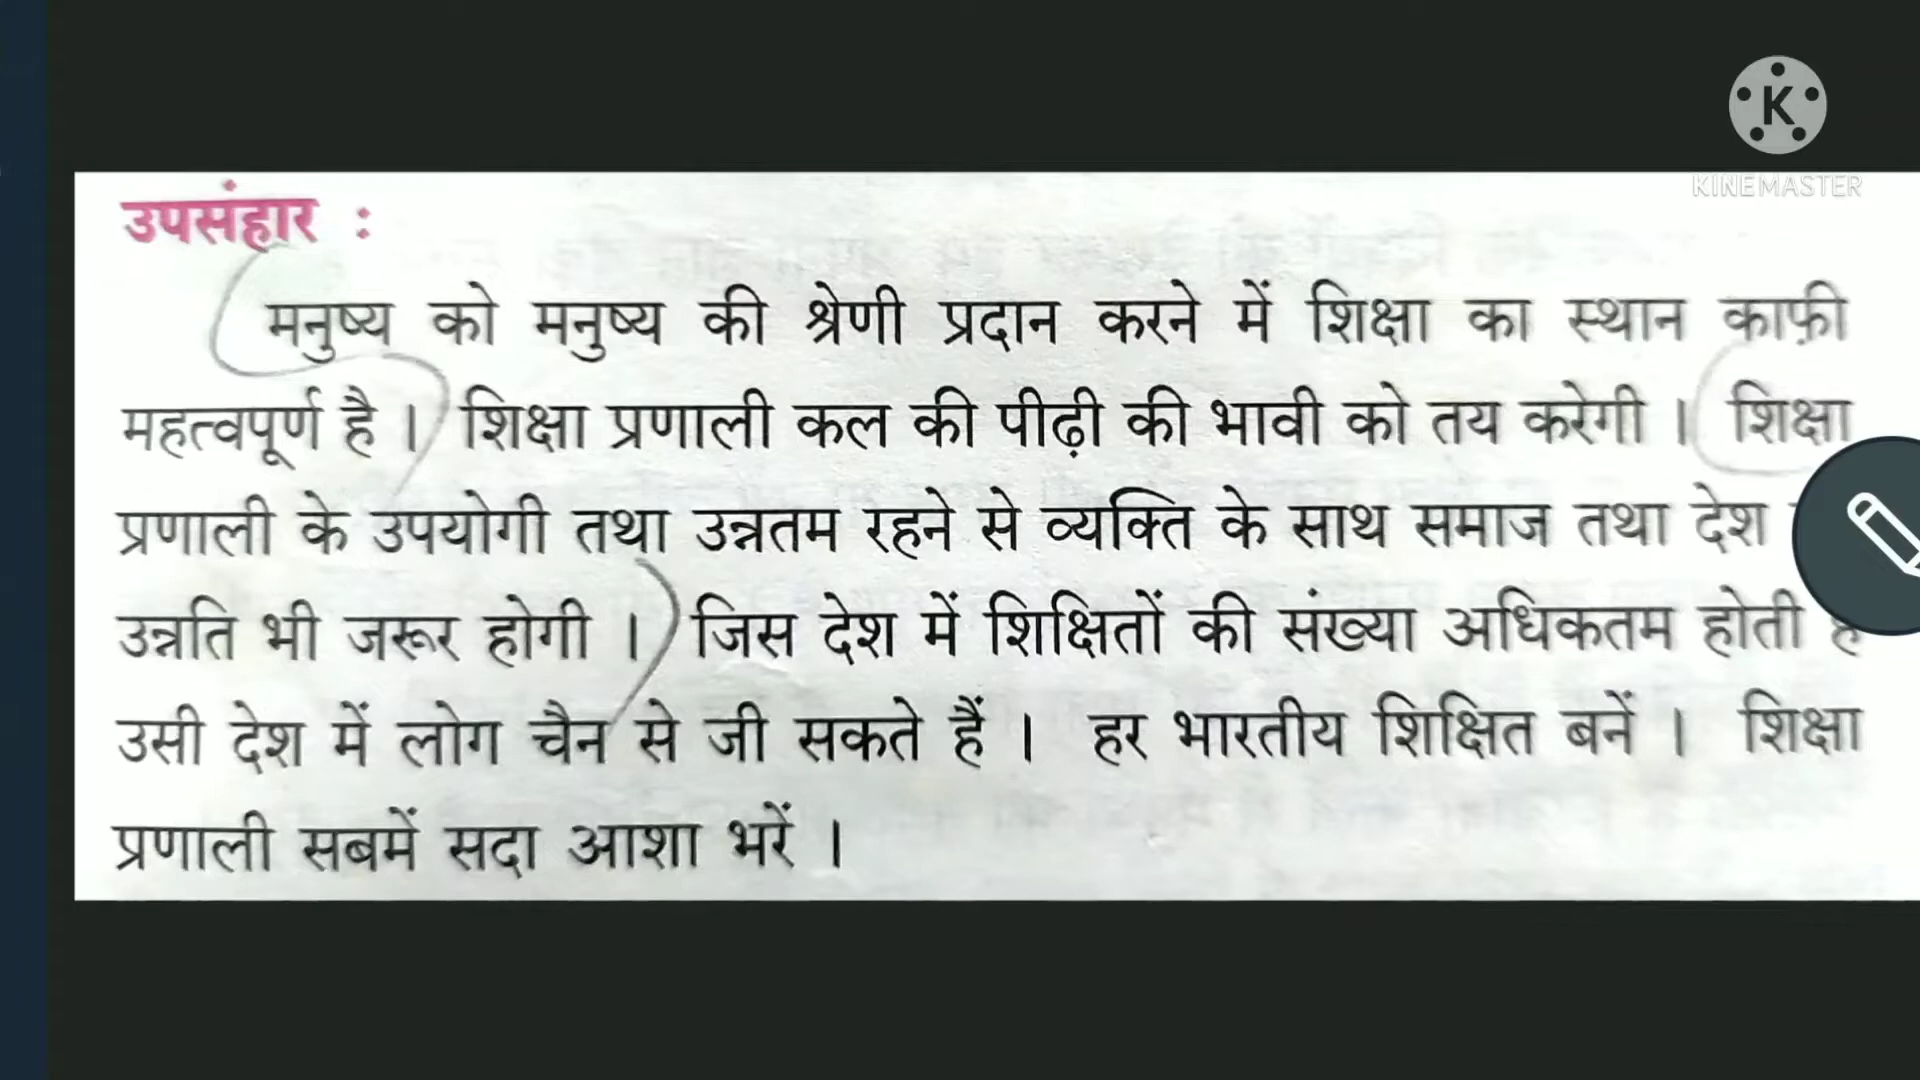 K
KINEMASTER
उपसंहार :
मनुष्य को मनुष्य की श्रेणी प्रदान करने में शिक्षा का स्थान काफ़ी
महत्वपूर्ण है । शिक्षा प्रणाली कल की पीढ़ी की भावी को तय करेगी । शिक्षा
प्रणाली के उपयोगी तथा उन्नतम रहने से व्यक्ति के साथ समाज तथा देश
उन्नति भी जरूर होगी । जिस देश में शिक्षितों की संख्या अधिकतम होती
उसी देश में लोग चैन से जी सकते हैं । हर भारतीय शिक्षित बनें । शिक्षा
प्रणाली सबमें सदा आशा भरें ।